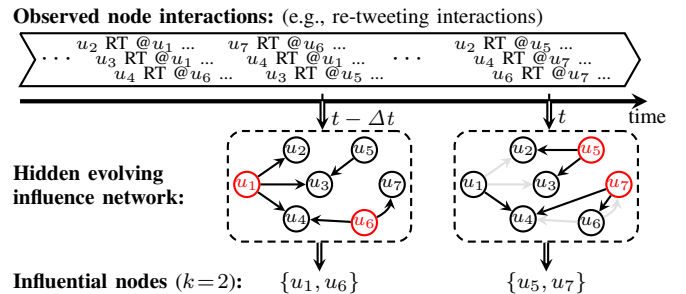 Observed node interactions: (e.g., re-tweeting interactions)
u₂ RT @u₁ ... u₇ RT @u₆ ... u₂ RT @u₅ ...
· · · u₃ RT @u₁ ... u₄ RT @u₁ ... · · · u₄ RT @u₇ ...
u₄ RT @u₆ ... u₃ RT @u₅ ... u₆ RT @u₇ ...
time
t − Δt t
Hidden evolving
influence network:
u₂ u₅ u₂ u₅
u₁ u₃ u₇ u₁ u₃ u₇
u₄ u₆ u₄ u₆
Influential nodes (k=2): {u₁, u₆} {u₅, u₇}